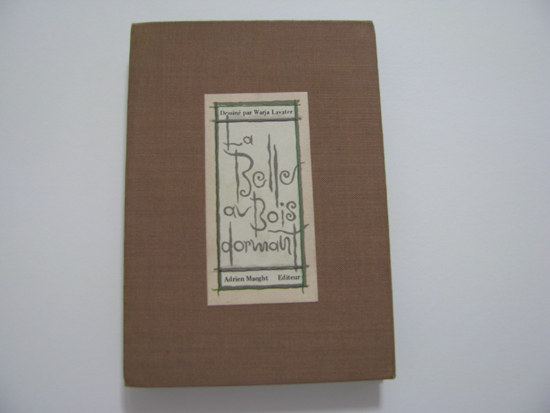 Dessiné par Warja Lavater
La
Belle
au Bois
dormant
Adrien Maeght Editeur